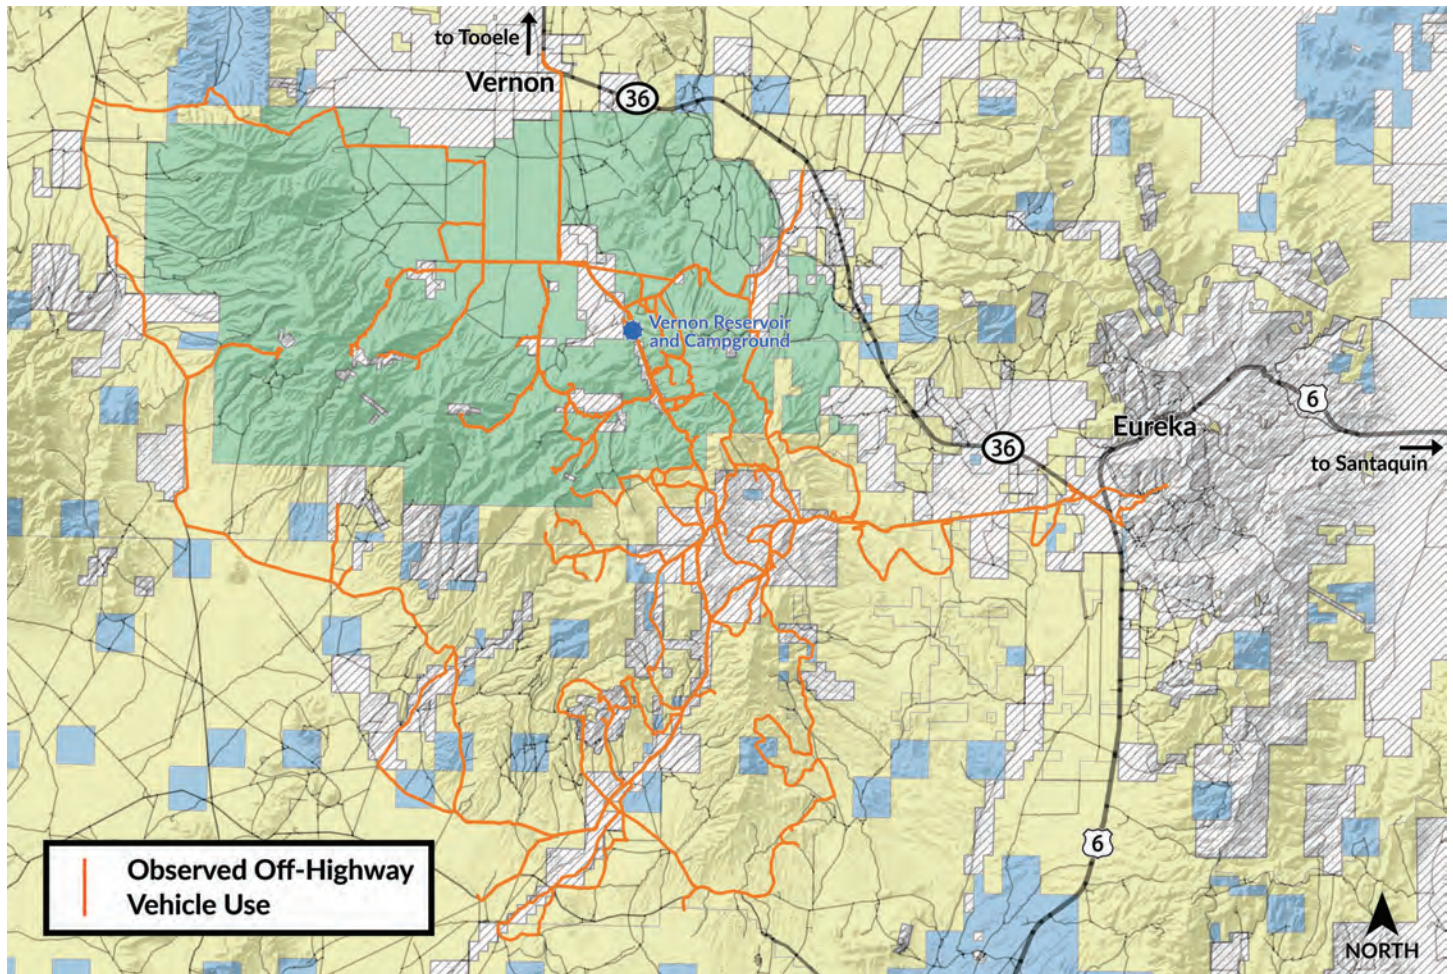 to Tooele
Vernon
36
Vernon Reservoir
and Campground
6
Eureka
36
to Santaquin
6
Observed Off-Highway
Vehicle Use
NORTH